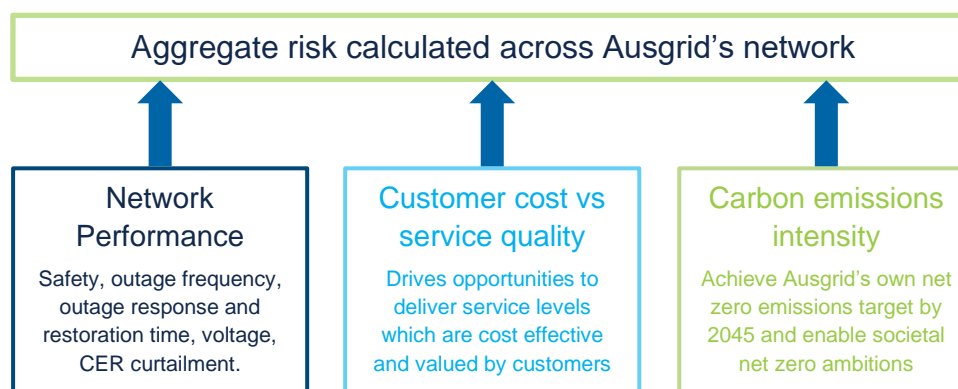 Aggregate risk calculated across Ausgrid’s network
Network
Performance
Safety, outage frequency,
outage response and
restoration time, voltage,
CER curtailment.
Customer cost vs
service quality
Drives opportunities to
deliver service levels
which are cost effective
and valued by customers
Carbon emissions
intensity
Achieve Ausgrid’s own net
zero emissions target by
2045 and enable societal
net zero ambitions